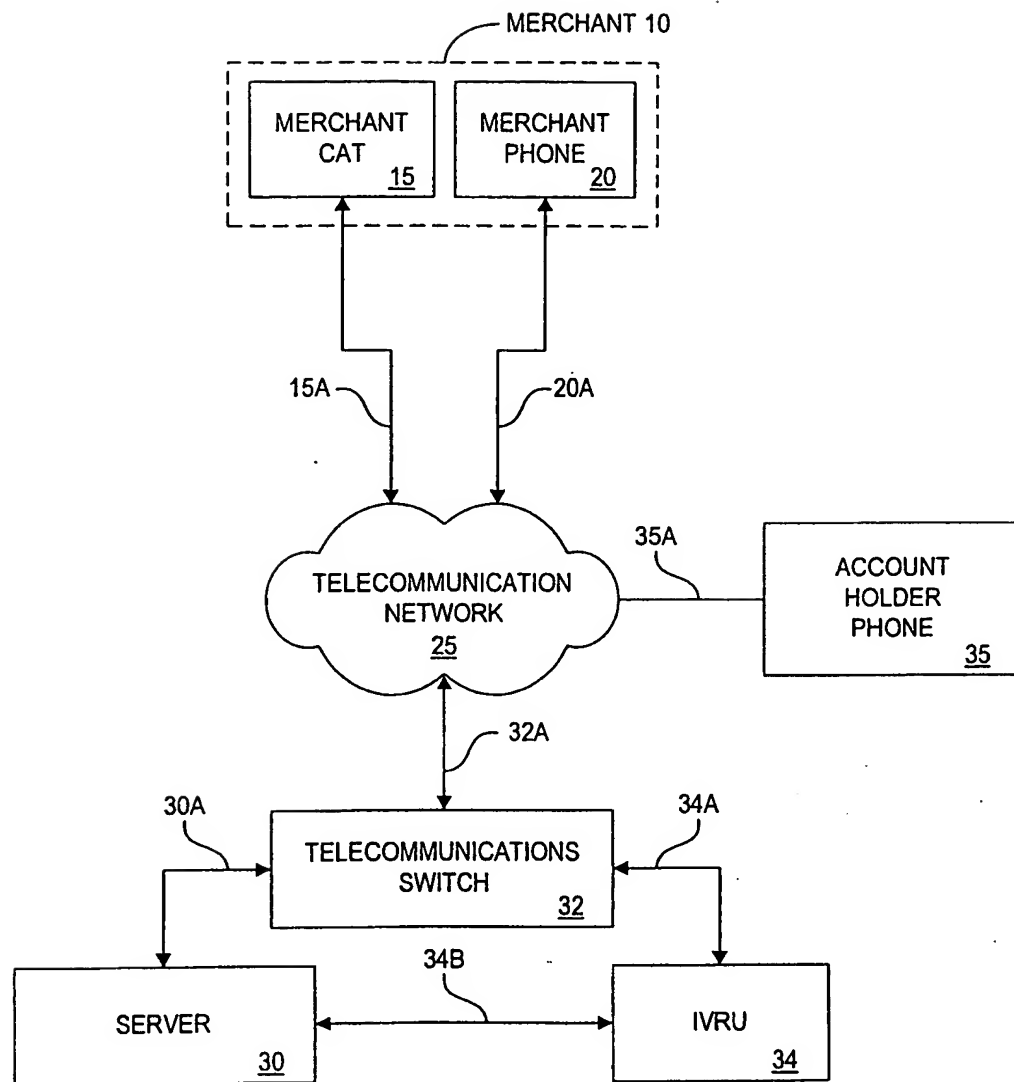 MERCHANT 10
MERCHANT
CAT
15
MERCHANT
PHONE
20
15A
20A
TELECOMMUNICATION
NETWORK
25
35A
ACCOUNT
HOLDER
PHONE
35
32A
30A
34A
TELECOMMUNICATIONS
SWITCH
32
34B
SERVER
30
IVRU
34